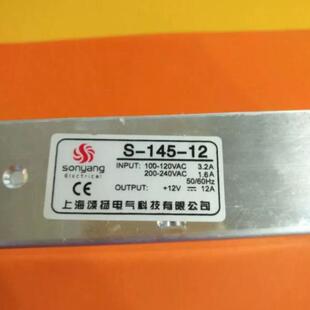 S-145-12
sonyang
Electrical
CE
INPUT: 100-120VAC 3.2A
200-240VAC 1.6A
50/60Hz
OUTPUT: +12V ⎓ 12A
上海颂扬电气科技有限公司